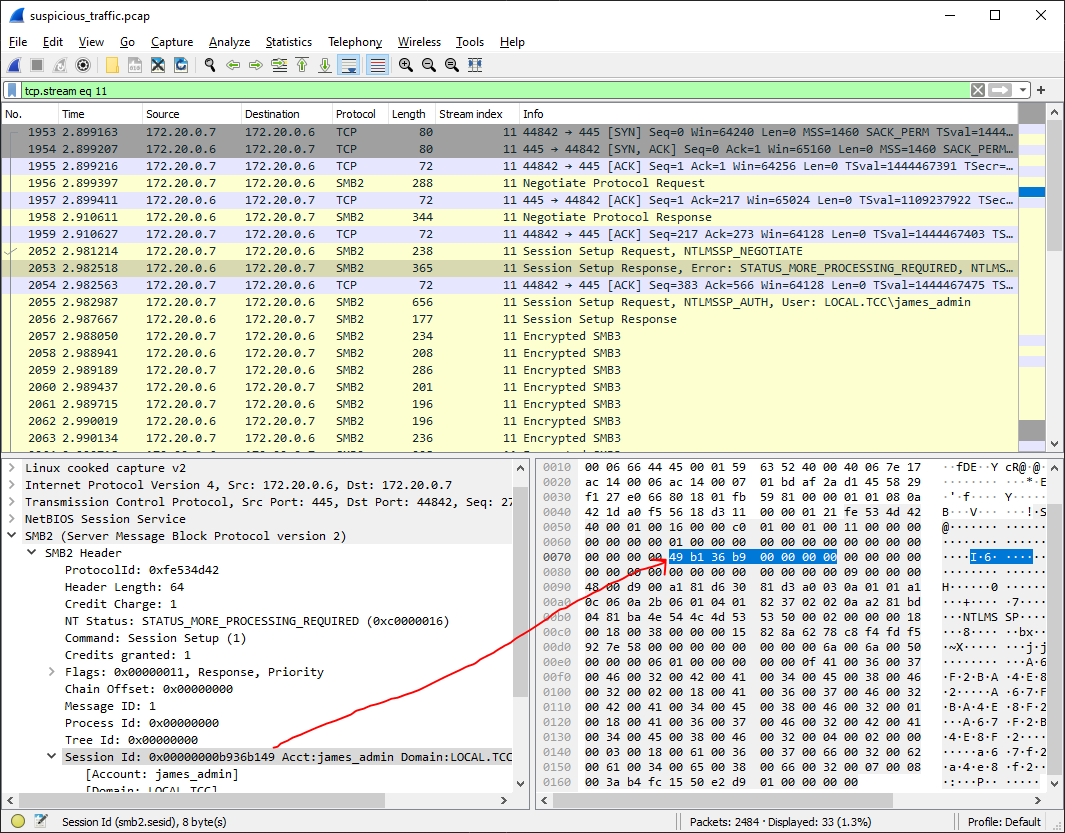 suspicious_traffic.pcap
File Edit View Go Capture Analyze Statistics Telephony Wireless Tools Help
tcp.stream eq 11
No. Time Source Destination Protocol Length Stream index Info
1953 2.899163 172.20.0.7 172.20.0.6 TCP 80 11 44842 → 445 [SYN] Seq=0 Win=64240 Len=0 MSS=1460 SACK_PERM TSval=1444…
1954 2.899207 172.20.0.6 172.20.0.7 TCP 80 11 445 → 44842 [SYN, ACK] Seq=0 Ack=1 Win=65160 Len=0 MSS=1460 SACK_PERM…
1955 2.899216 172.20.0.7 172.20.0.6 TCP 72 11 44842 → 445 [ACK] Seq=1 Ack=1 Win=64256 Len=0 TSval=1444467391 TSecr=…
1956 2.899397 172.20.0.7 172.20.0.6 SMB2 288 11 Negotiate Protocol Request
1957 2.899411 172.20.0.6 172.20.0.7 TCP 72 11 445 → 44842 [ACK] Seq=1 Ack=217 Win=65024 Len=0 TSval=1109237922 TSec…
1958 2.910611 172.20.0.6 172.20.0.7 SMB2 344 11 Negotiate Protocol Response
1959 2.910627 172.20.0.7 172.20.0.6 TCP 72 11 44842 → 445 [ACK] Seq=217 Ack=273 Win=64128 Len=0 TSval=1444467403 TS…
2052 2.981214 172.20.0.7 172.20.0.6 SMB2 238 11 Session Setup Request, NTLMSSP_NEGOTIATE
2053 2.982518 172.20.0.6 172.20.0.7 SMB2 365 11 Session Setup Response, Error: STATUS_MORE_PROCESSING_REQUIRED, NTLMS…
2054 2.982563 172.20.0.7 172.20.0.6 TCP 72 11 44842 → 445 [ACK] Seq=383 Ack=566 Win=64128 Len=0 TSval=1444467475 TS…
2055 2.982987 172.20.0.7 172.20.0.6 SMB2 656 11 Session Setup Request, NTLMSSP_AUTH, User: LOCAL.TCC\james_admin
2056 2.987667 172.20.0.6 172.20.0.7 SMB2 177 11 Session Setup Response
2057 2.988050 172.20.0.7 172.20.0.6 SMB2 234 11 Encrypted SMB3
2058 2.988941 172.20.0.6 172.20.0.7 SMB2 208 11 Encrypted SMB3
2059 2.989189 172.20.0.7 172.20.0.6 SMB2 286 11 Encrypted SMB3
2060 2.989437 172.20.0.6 172.20.0.7 SMB2 201 11 Encrypted SMB3
2061 2.989715 172.20.0.7 172.20.0.6 SMB2 196 11 Encrypted SMB3
2062 2.990019 172.20.0.6 172.20.0.7 SMB2 196 11 Encrypted SMB3
2063 2.990134 172.20.0.7 172.20.0.6 SMB2 236 11 Encrypted SMB3
Linux cooked capture v2
Internet Protocol Version 4, Src: 172.20.0.6, Dst: 172.20.0.7
Transmission Control Protocol, Src Port: 445, Dst Port: 44842, Seq: 27
NetBIOS Session Service
SMB2 (Server Message Block Protocol version 2)
SMB2 Header
ProtocolId: 0xfe534d42
Header Length: 64
Credit Charge: 1
NT Status: STATUS_MORE_PROCESSING_REQUIRED (0xc0000016)
Command: Session Setup (1)
Credits granted: 1
Flags: 0x00000011, Response, Priority
Chain Offset: 0x00000000
Message ID: 1
Process Id: 0x00000000
Tree Id: 0x00000000
Session Id: 0x00000000b936b149 Acct:james_admin Domain:LOCAL.TCC
[Account: james_admin]
[Domain: LOCAL.TCC]
0010 00 06 66 44 45 00 01 59 63 52 40 00 40 06 7e 17 ··fDE··Y cR@·@·~·
0020 ac 14 00 06 ac 14 00 07 01 bd af 2a d1 45 58 29
0030 f1 27 e0 66 80 18 01 fb 59 81 00 00 01 01 08 0a
0040 42 1d a0 f5 56 18 d3 11 00 00 01 21 fe 53 4d 42
0050 40 00 01 00 16 00 00 c0 01 00 01 00 11 00 00 00
0060 00 00 00 00 01 00 00 00 00 00 00 00 00 00 00 00
0070 00 00 00 00 49 b1 36 b9 00 00 00 00 00 00 00 00
0080 00 00 00 00 00 00 00 00 00 00 00 00 09 00 00 00
0090 48 00 d9 00 a1 81 d6 30 81 d3 a0 03 0a 01 01 a1
00a0 0c 06 0a 2b 06 01 04 01 82 37 02 02 0a a2 81 bd
00b0 04 81 ba 4e 54 4c 4d 53 53 50 00 02 00 00 00 18
00c0 00 18 00 38 00 00 00 15 82 8a 62 78 c8 f4 fd f5
00d0 92 7e 58 00 00 00 00 00 00 00 00 6a 00 6a 00 50
00e0 00 00 00 06 01 00 00 00 00 00 0f 41 00 36 00 37
00f0 00 46 00 32 00 42 00 41 00 34 00 45 00 38 00 46
0100 00 32 00 02 00 18 00 41 00 36 00 37 00 46 00 32
0110 00 42 00 41 00 34 00 45 00 38 00 46 00 32 00 01
0120 00 18 00 41 00 36 00 37 00 46 00 32 00 42 00 41
0130 00 34 00 45 00 38 00 46 00 32 00 04 00 02 00 00
0140 00 03 00 18 00 61 00 36 00 37 00 66 00 32 00 62
0150 00 61 00 34 00 65 00 38 00 66 00 32 00 07 00 08
0160 00 3a b4 fc 15 50 e2 d9 01 00 00 00 00
Session Id (smb2.sesid), 8 byte(s)
Packets: 2484 · Displayed: 33 (1.3%)
Profile: Default